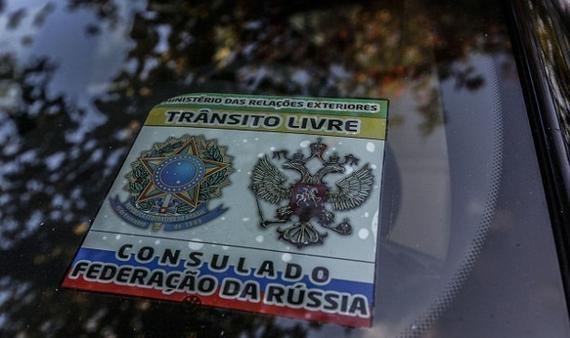 MINISTÉRIO DAS RELAÇÕES EXTERIORES
TRÂNSITO LIVRE
CONSULADO
FEDERAÇÃO DA RÚSSIA